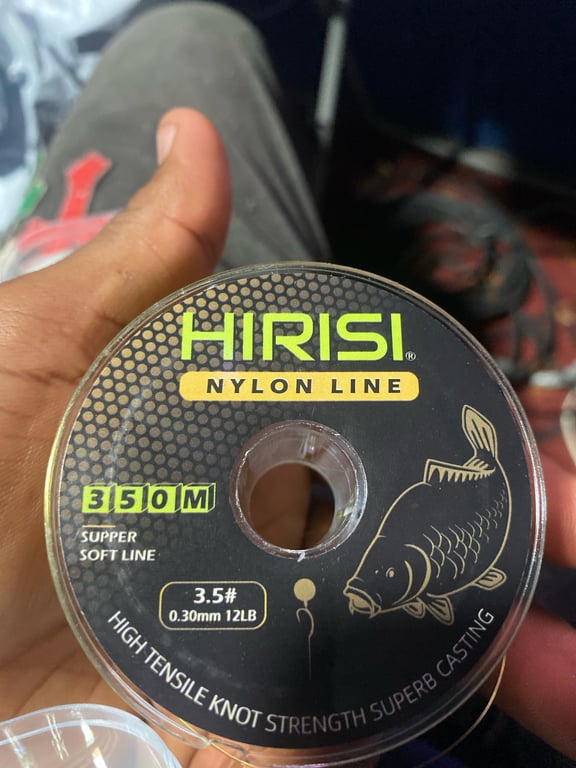 HIRISI®
NYLON LINE
350M
SUPPER
SOFT LINE
3.5#
0.30mm 12LB
HIGH TENSILE KNOT STRENGTH SUPERB CASTING